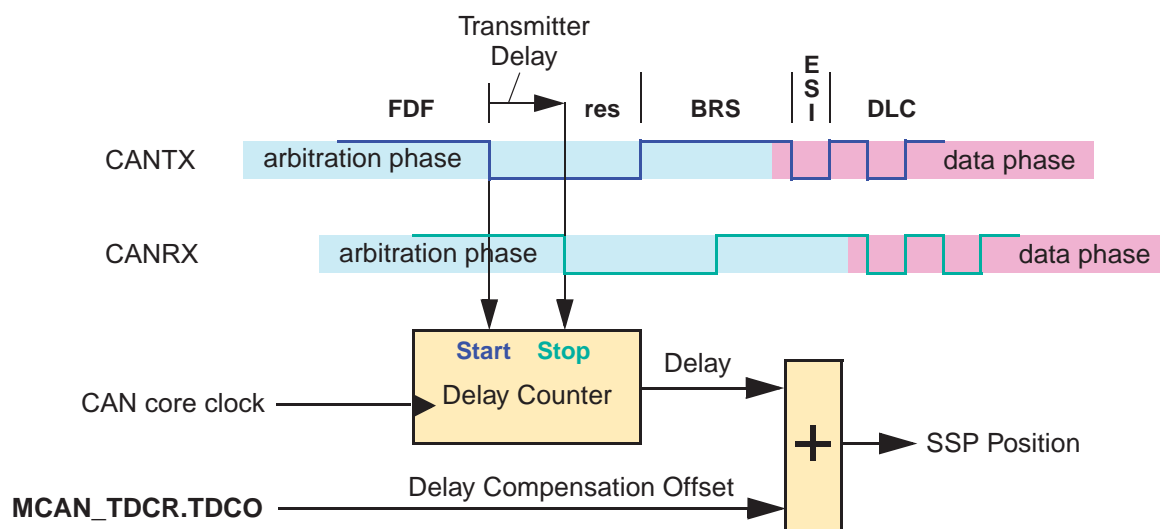 Transmitter
Delay
FDF
res
BRS
E
S
I
DLC
CANTX
arbitration phase
data phase
CANRX
arbitration phase
data phase
Start
Stop
Delay Counter
CAN core clock
Delay
+
SSP Position
Delay Compensation Offset
MCAN_TDCR.TDCO